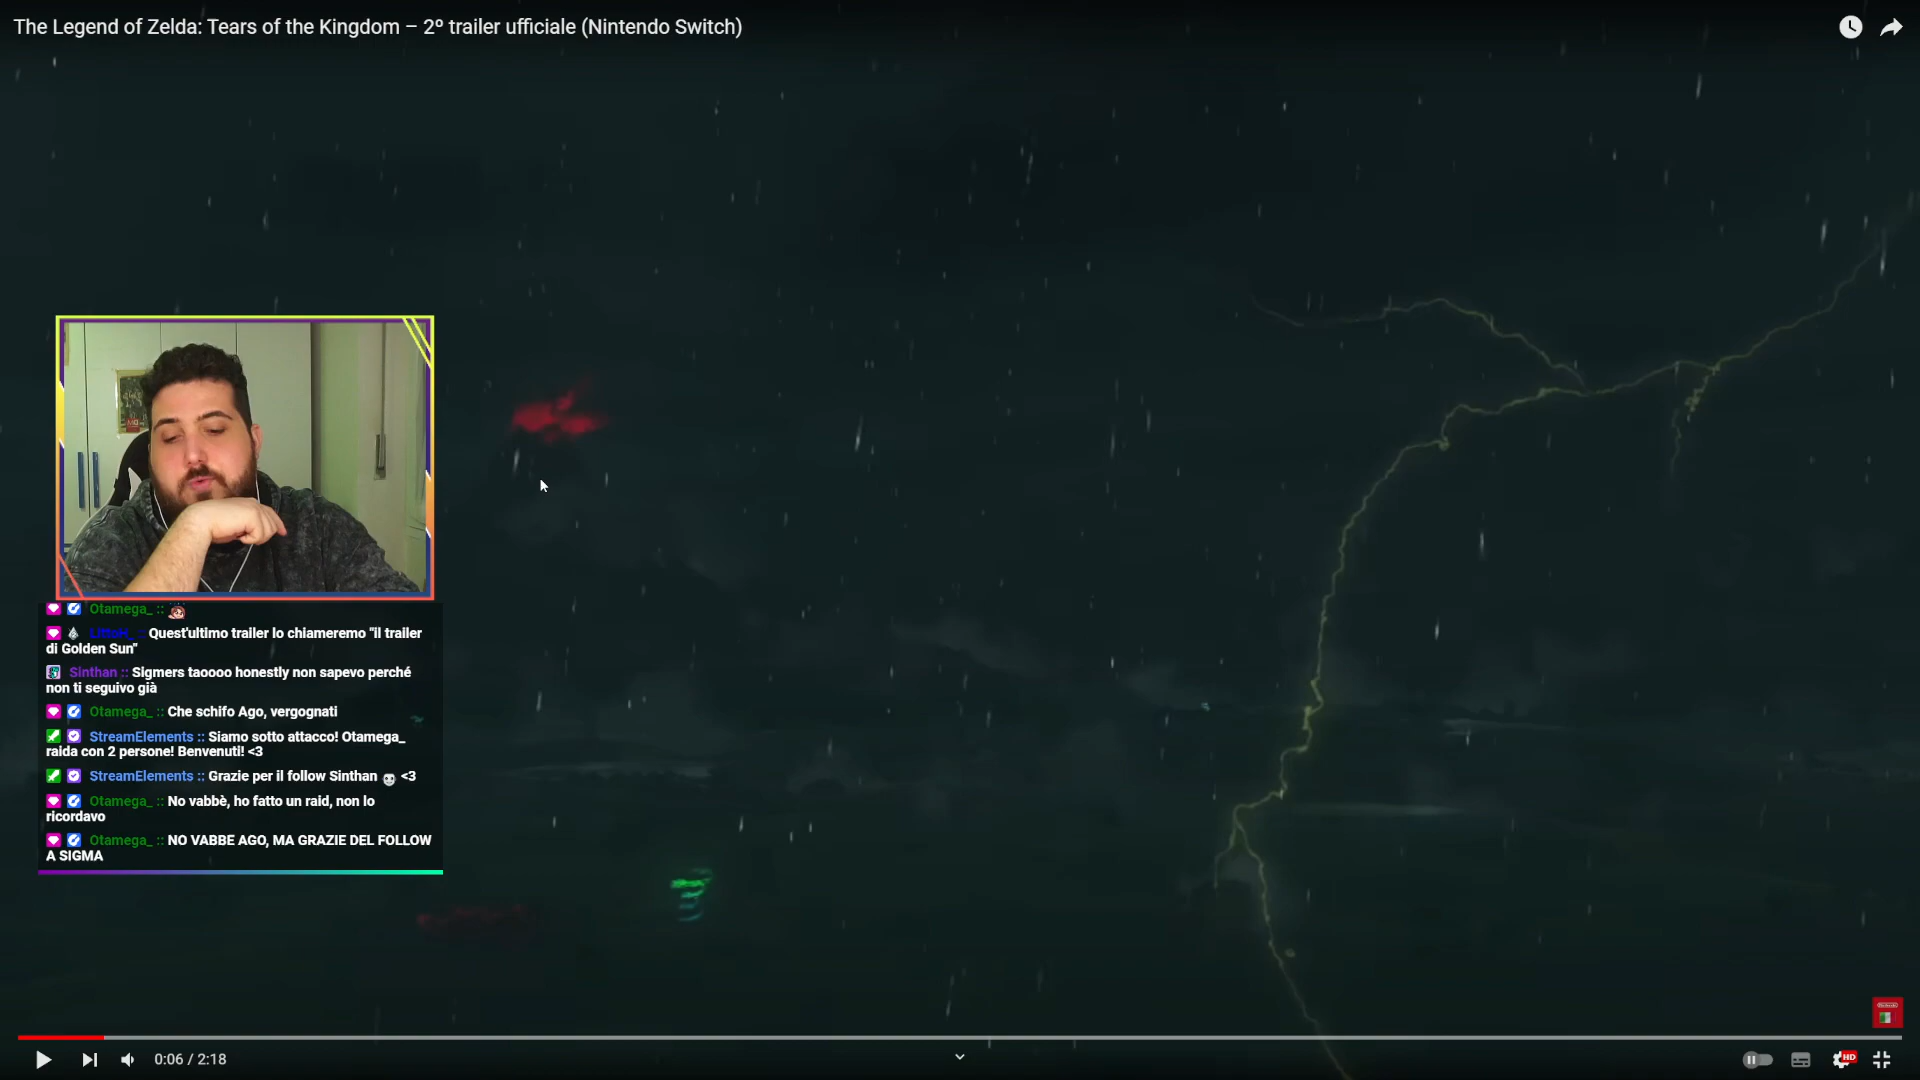 The Legend of Zelda: Tears of the Kingdom – 2º trailer ufficiale (Nintendo Switch)
Otamega_ ::
LittoH_ :: Quest'ultimo trailer lo chiameremo "il trailer
di Golden Sun"
Sinthan :: Sigmers taoooo honestly non sapevo perché
non ti seguivo già
Otamega_ :: Che schifo Ago, vergognati
StreamElements :: Siamo sotto attacco! Otamega_
raida con 2 persone! Benvenuti! <3
StreamElements :: Grazie per il follow Sinthan <3
Otamega_ :: No vabbè, ho fatto un raid, non lo
ricordavo
Otamega_ :: NO VABBE AGO, MA GRAZIE DEL FOLLOW
A SIGMA
0:06 / 2:18
HD